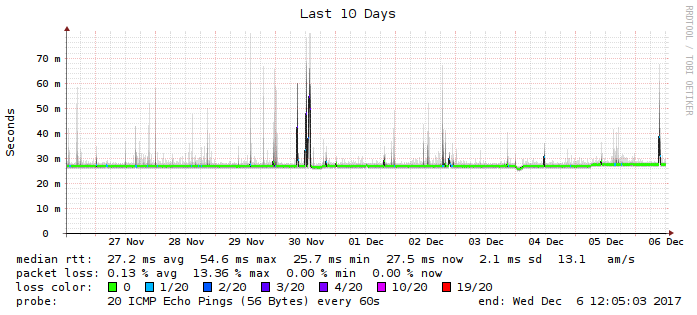 Last 10 Days
RRDTOOL / TOBI OETIKER
Seconds
70 m
60 m
50 m
40 m
30 m
20 m
10 m
0
27 Nov 28 Nov 29 Nov 30 Nov 01 Dec 02 Dec 03 Dec 04 Dec 05 Dec 06 Dec
median rtt: 27.2 ms avg 54.6 ms max 25.7 ms min 27.5 ms now 2.1 ms sd 13.1 am/s
packet loss: 0.13 % avg 13.36 % max 0.00 % min 0.00 % now
loss color: 0 1/20 2/20 3/20 4/20 10/20 19/20
probe: 20 ICMP Echo Pings (56 Bytes) every 60s end: Wed Dec 6 12:05:03 2017